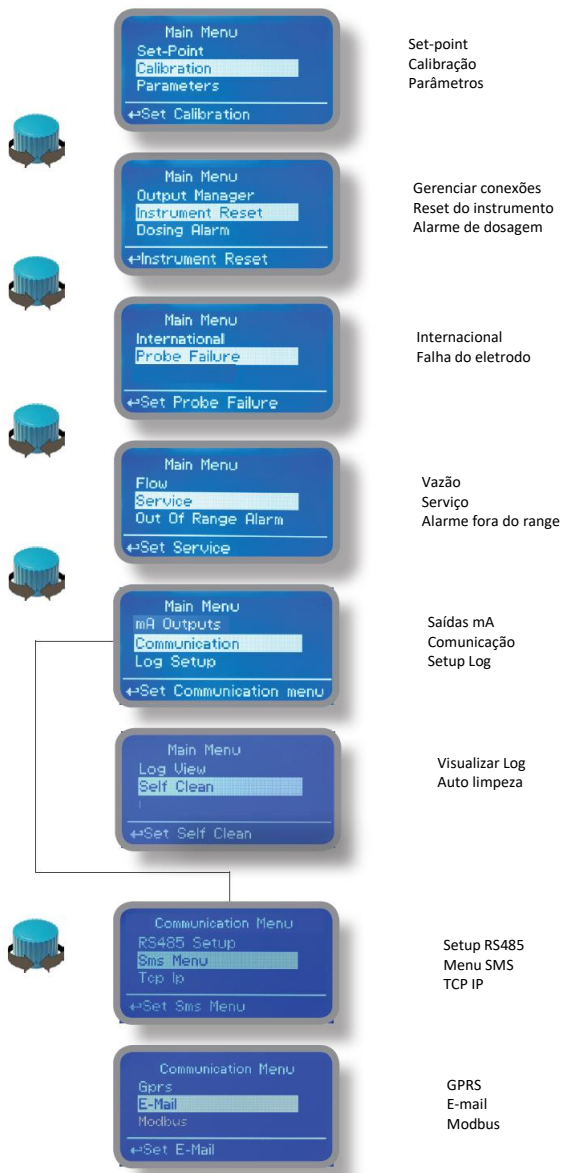 Main Menu
Set-Point
Calibration
Parameters
↩Set Calibration
Set-point
Calibração
Parâmetros
Main Menu
Output Manager
Instrument Reset
Dosing Alarm
↩Instrument Reset
Gerenciar conexões
Reset do instrumento
Alarme de dosagem
Main Menu
International
Probe Failure
↩Set Probe Failure
Internacional
Falha do eletrodo
Main Menu
Flow
Service
Out Of Range Alarm
↩Set Service
Vazão
Serviço
Alarme fora do range
Main Menu
mA Outputs
Communication
Log Setup
↩Set Communication menu
Saídas mA
Comunicação
Setup Log
Main Menu
Log View
Self Clean
↩Set Self Clean
Visualizar Log
Auto limpeza
Communication Menu
RS485 Setup
Sms Menu
Tcp Ip
↩Set Sms Menu
Setup RS485
Menu SMS
TCP IP
Communication Menu
Gprs
E-Mail
Modbus
↩Set E-Mail
GPRS
E-mail
Modbus